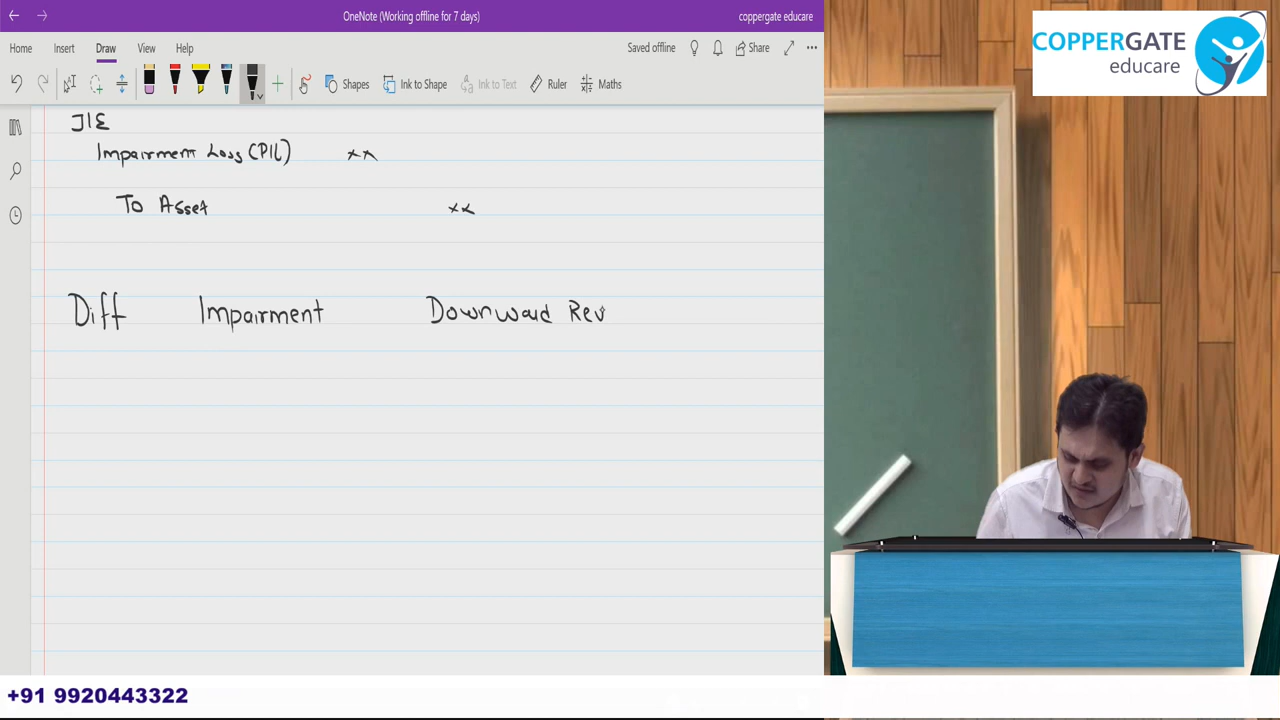 OneNote (Working offline for 7 days)
coppergate educare
Home Insert Draw View Help
Saved offline
Share
Shapes
Ink to Shape
Ink to Text
Ruler
Maths
COPPERGATE
educare
J/E
Impairment Loss (P/L) xx
To Asset xx
Diff Impairment Downward Rev
+91 9920443322